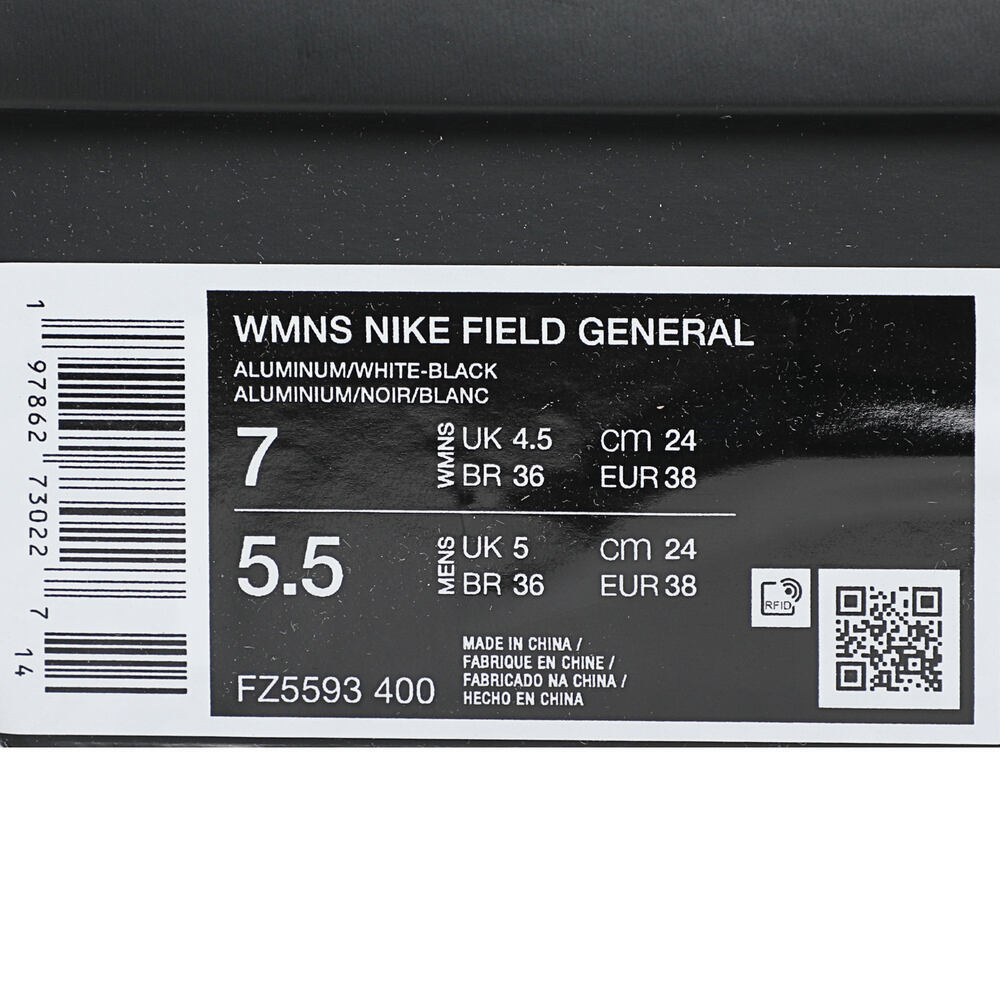 WMNS NIKE FIELD GENERAL
ALUMINUM/WHITE-BLACK
ALUMINIUM/NOIR/BLANC
7 WMNS UK 4.5 cm 24
BR 36 EUR 38
5.5 MENS UK 5 cm 24
BR 36 EUR 38
FZ5593 400
MADE IN CHINA /
FABRIQUE EN CHINE /
FABRICADO NA CHINA /
HECHO EN CHINA
RFID
1 97862 73022 7 14